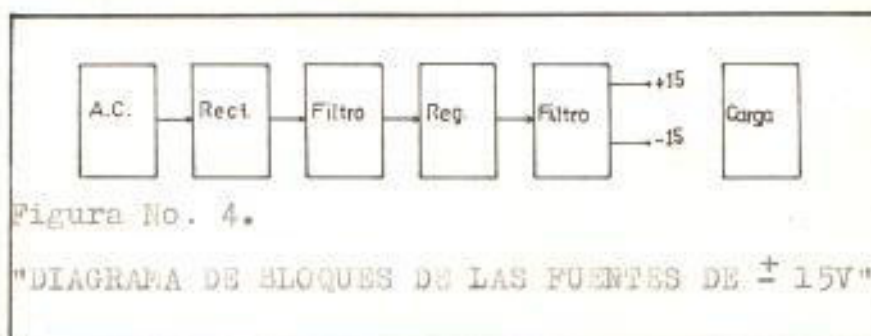 +15
A.C. Rect. Filtro Reg. Filtro Carga
-15
Figura No. 4.
"DIAGRAMA DE BLOQUES DE LAS FUENTES DE ± 15V"